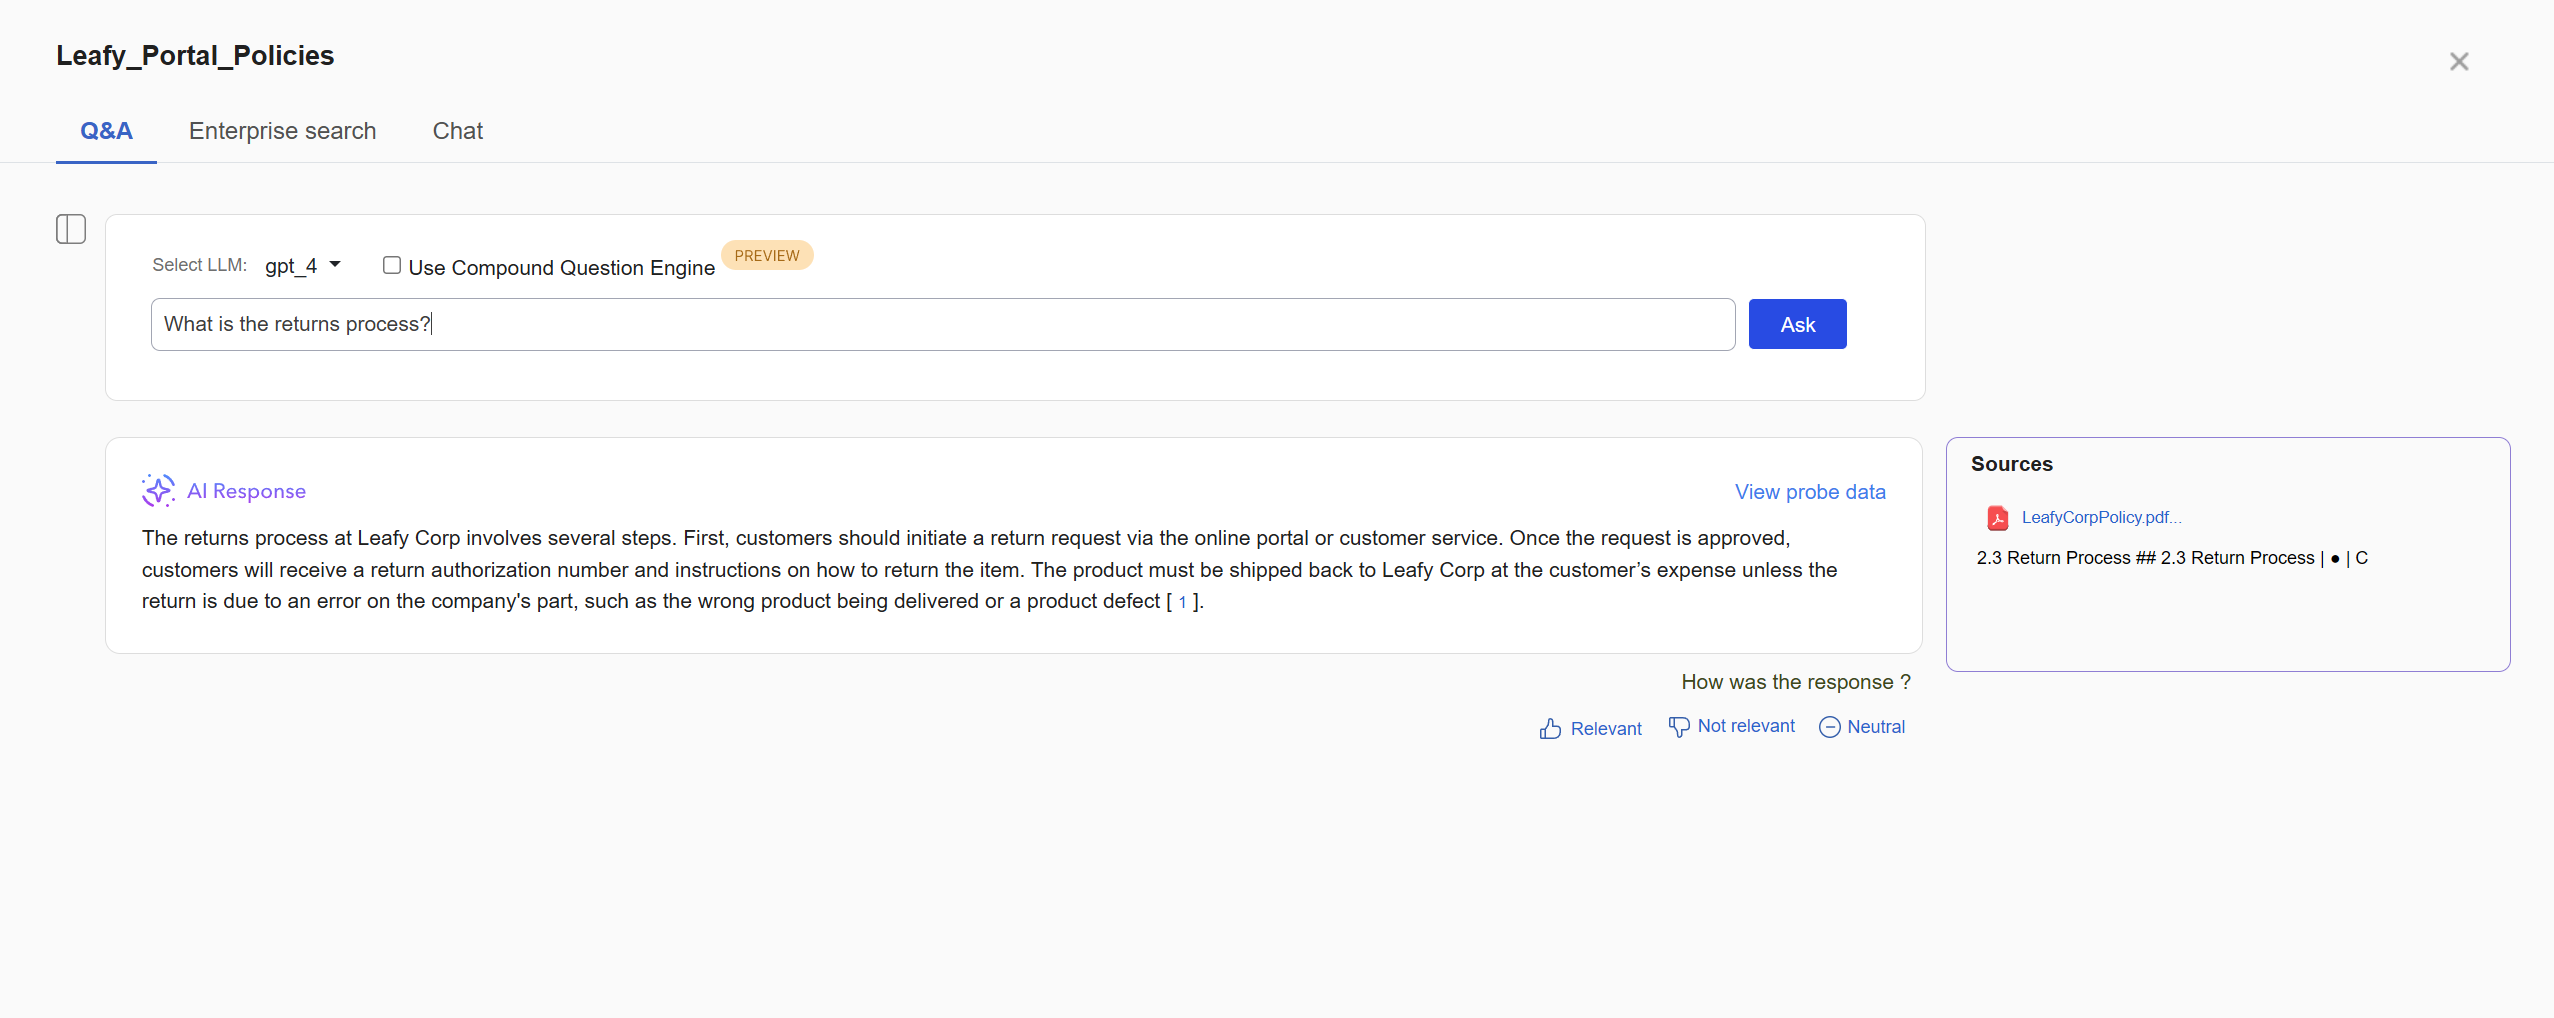 Leafy_Portal_Policies
Q&A
Enterprise search
Chat
Select LLM:
gpt_4
Use Compound Question Engine
PREVIEW
What is the returns process?
Ask
AI Response
View probe data
The returns process at Leafy Corp involves several steps. First, customers should initiate a return request via the online portal or customer service. Once the request is approved,
customers will receive a return authorization number and instructions on how to return the item. The product must be shipped back to Leafy Corp at the customer’s expense unless the
return is due to an error on the company's part, such as the wrong product being delivered or a product defect [ 1 ].
Sources
LeafyCorpPolicy.pdf...
2.3 Return Process ## 2.3 Return Process | ● | C
How was the response ?
Relevant
Not relevant
Neutral